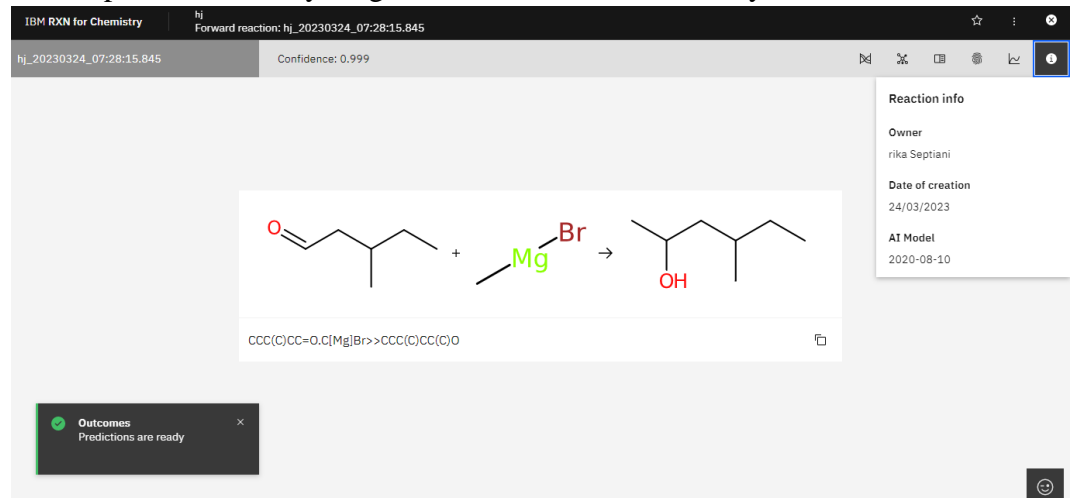 IBM RXN for Chemistry
hj
Forward reaction: hj_20230324_07:28:15.845
hj_20230324_07:28:15.845
Confidence: 0.999
Reaction info
Owner
rika Septiani
Date of creation
24/03/2023
AI Model
2020-08-10
O
+
Mg
Br
→
OH
CCC(C)CC=O.C[Mg]Br>>CCC(C)CC(C)O
Outcomes
Predictions are ready